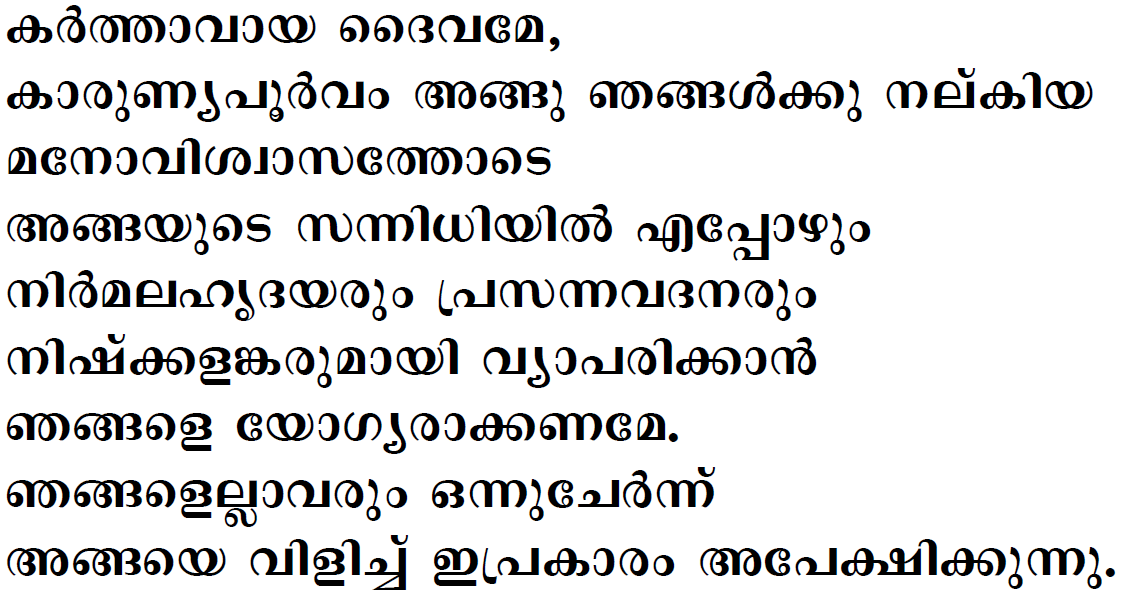 കർത്താവായ ദൈവമേ,
കാരുണ്യപൂർവം അങ്ങു ഞങ്ങൾക്കു നല്കിയ
മനോവിശ്വാസത്തോടെ
അങ്ങയുടെ സന്നിധിയിൽ എപ്പോഴും
നിർമലഹൃദയരും പ്രസന്നവദനരും
നിഷ്ക്കളങ്കരുമായി വ്യാപരിക്കാൻ
ഞങ്ങളെ യോഗ്യരാക്കണമേ.
ഞങ്ങളെല്ലാവരും ഒന്നുചേർന്ന്
അങ്ങയെ വിളിച്ച് ഇപ്രകാരം അപേക്ഷിക്കുന്നു.